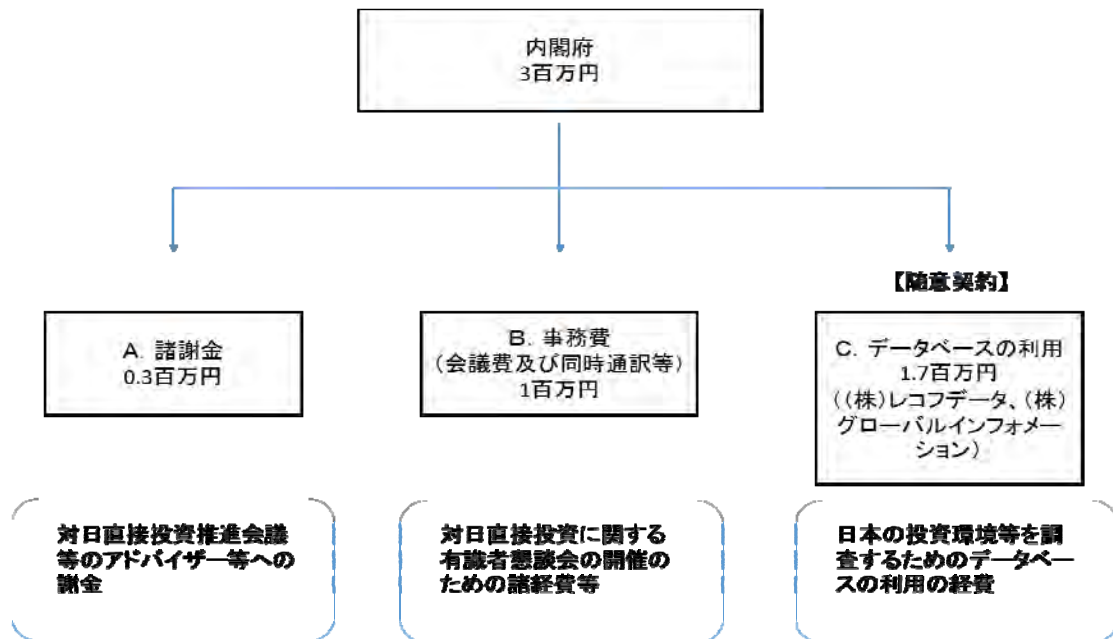 内閣府
3百万円
【随意契約】
A. 諸謝金
0.3百万円
B. 事務費
（会議費及び同時通訳等）
1百万円
C. データベースの利用
1.7百万円
（（株）レコフデータ、（株）
グローバルインフォメー
ション）
対日直接投資推進会議
等のアドバイザー等への
謝金
対日直接投資に関する
有識者懇談会の開催の
ための諸経費等
日本の投資環境等を調
査するためのデータベー
スの利用の経費